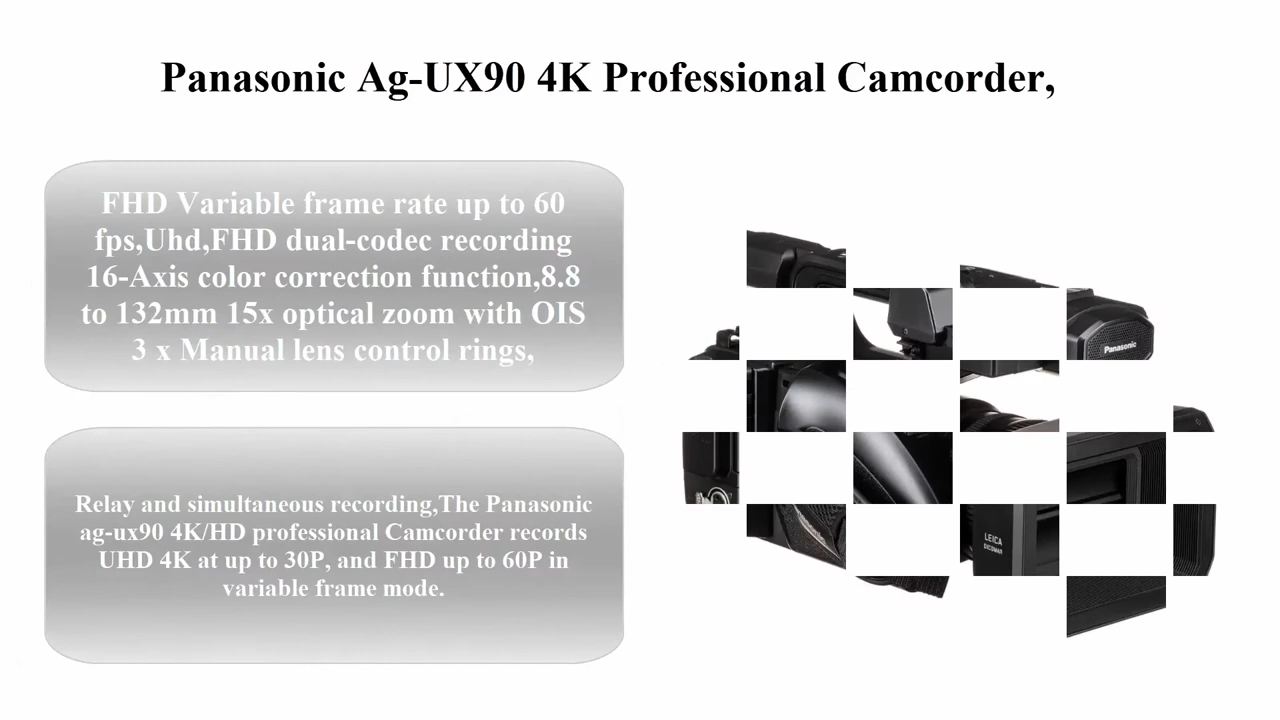 Panasonic Ag-UX90 4K Professional Camcorder,
FHD Variable frame rate up to 60
fps,Uhd,FHD dual-codec recording
16-Axis color correction function,8.8
to 132mm 15x optical zoom with OIS
3 x Manual lens control rings,
Relay and simultaneous recording,The Panasonic
ag-ux90 4K/HD professional Camcorder records
UHD 4K at up to 30P, and FHD up to 60P in
variable frame mode.
Panasonic
LEICA
DICOMAR